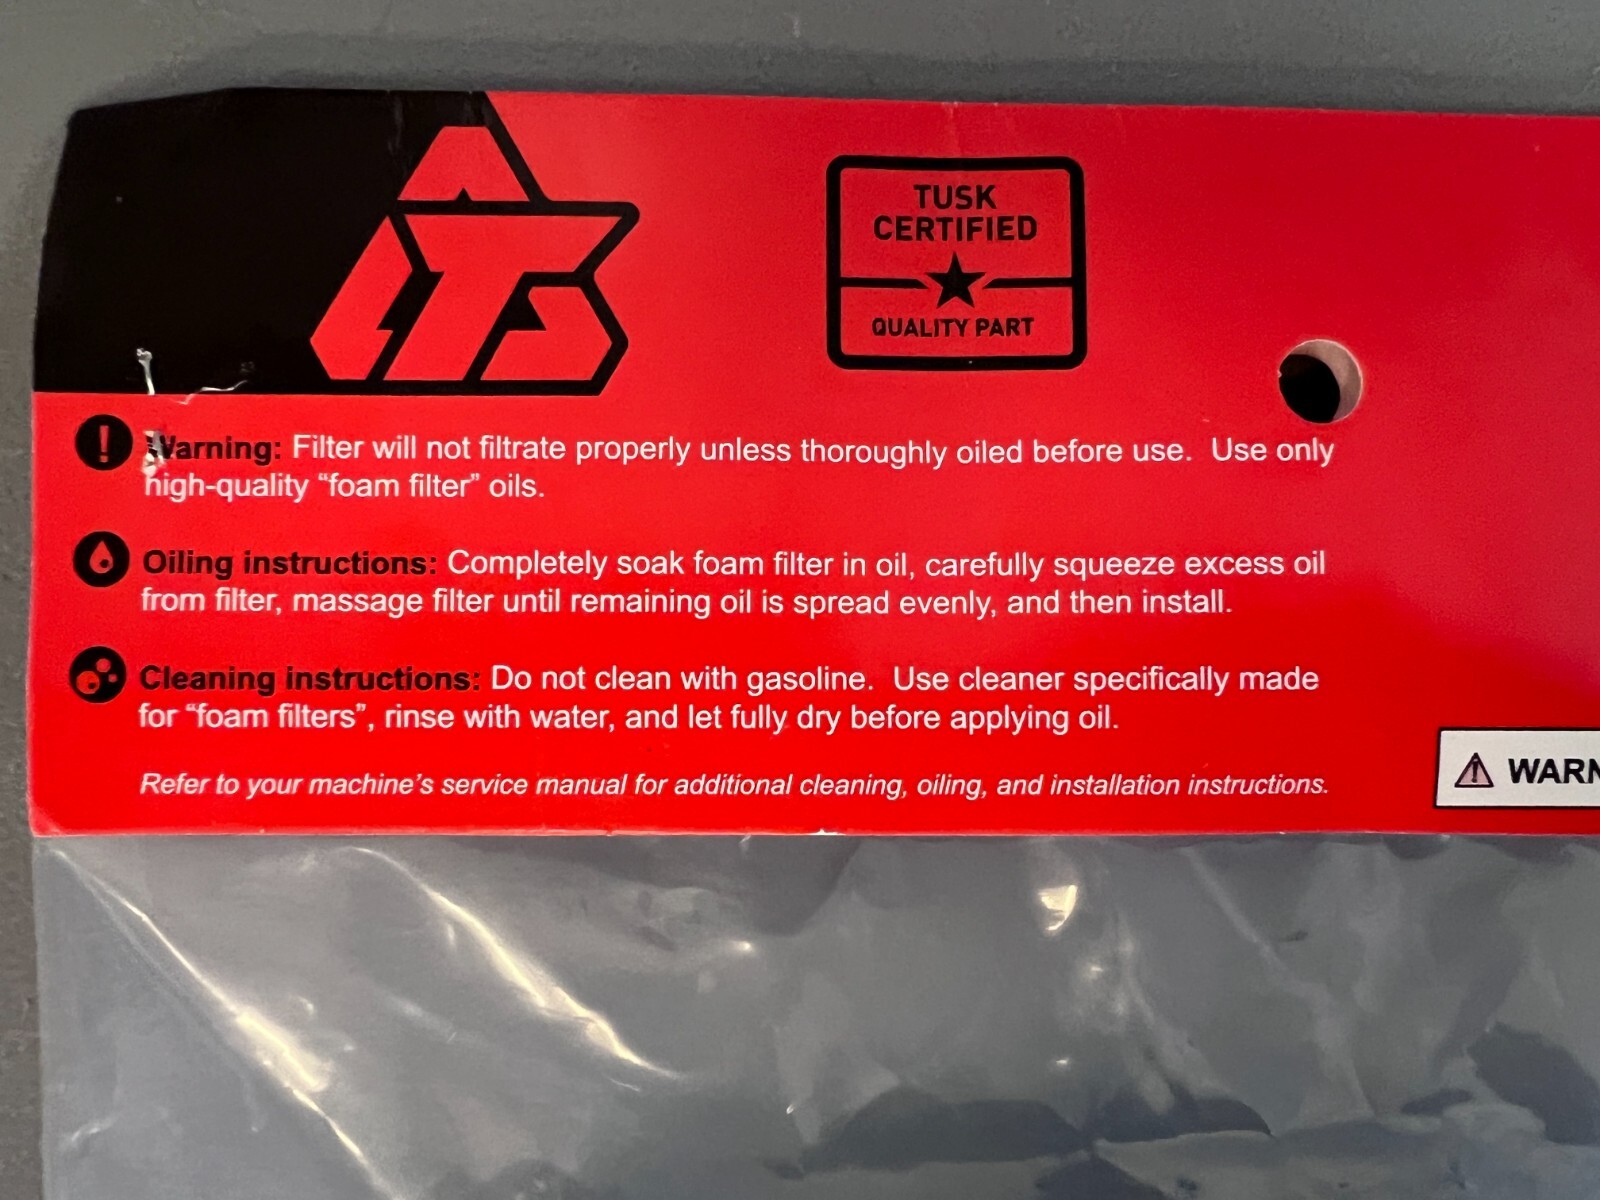 TUSK
CERTIFIED
QUALITY PART
Warning: Filter will not filtrate properly unless thoroughly oiled before use.  Use only
high-quality “foam filter” oils.
Oiling instructions: Completely soak foam filter in oil, carefully squeeze excess oil
from filter, massage filter until remaining oil is spread evenly, and then install.
Cleaning instructions: Do not clean with gasoline.  Use cleaner specifically made
for “foam filters”, rinse with water, and let fully dry before applying oil.
Refer to your machine’s service manual for additional cleaning, oiling, and installation instructions.